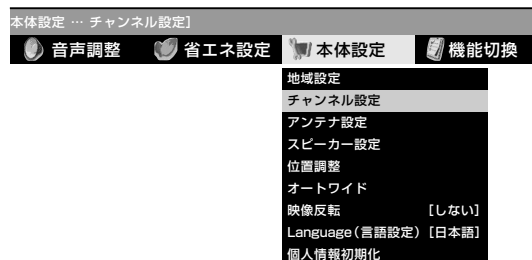 本体設定 … チャンネル設定]
音声調整 省エネ設定 本体設定 機能切換
地域設定
チャンネル設定
アンテナ設定
スピーカー設定
位置調整
オートワイド
映像反転 [しない]
Language(言語設定) [日本語]
個人情報初期化